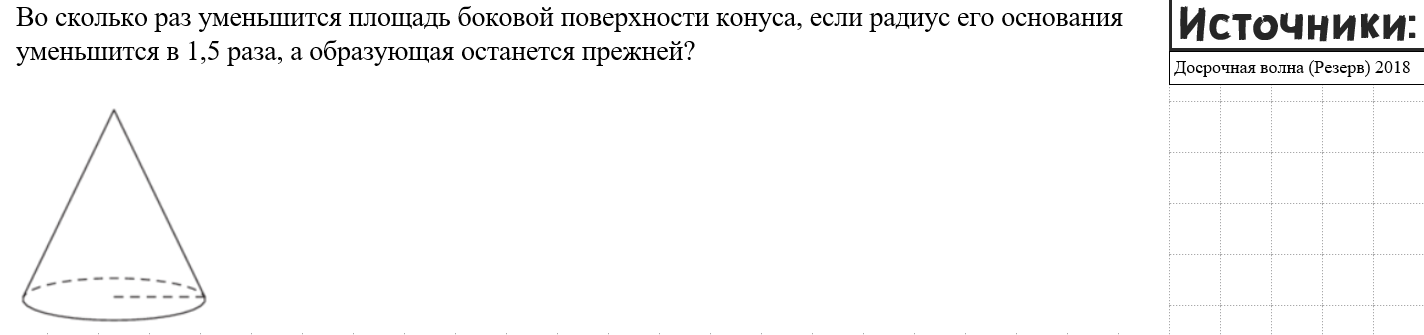 Во сколько раз уменьшится площадь боковой поверхности конуса, если радиус его основания
уменьшится в 1,5 раза, а образующая останется прежней?
Источники:
Досрочная волна (Резерв) 2018